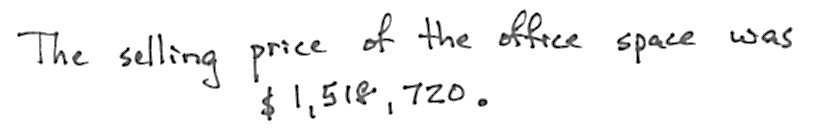 The selling price of the office space was
$1,518,720.